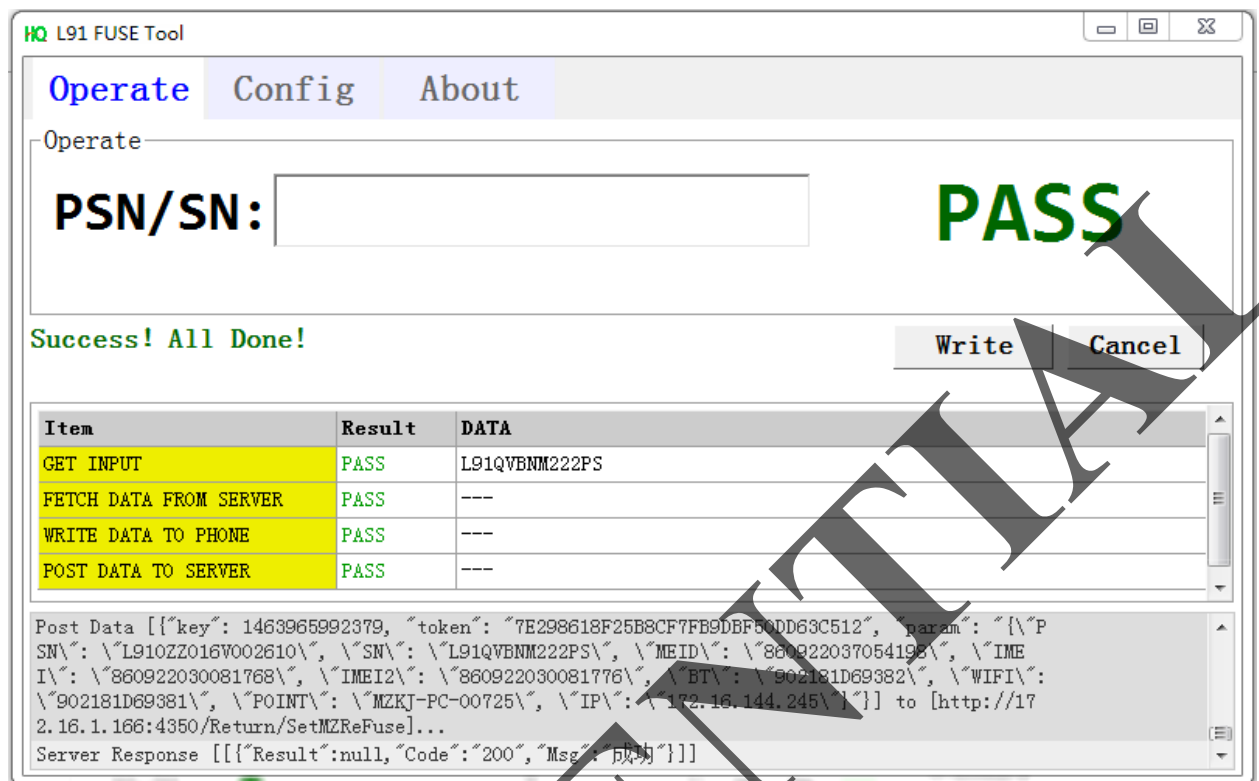 HQ L91 FUSE Tool
Operate Config About
Operate
PSN/SN:
PASS
Success! All Done!
Write Cancel
Item Result DATA
GET INPUT PASS L91QVBNM222PS
FETCH DATA FROM SERVER PASS ---
WRITE DATA TO PHONE PASS ---
POST DATA TO SERVER PASS ---
Post Data [[{"key": 1463965992379, "token": "7E298618F25B8CF7FB9DBF50DD63C512", "param": "{\"P
SN\": \"L910ZZ016V002610\", \"SN\": \"L91QVBNM222PS\", \"MEID\": \"860922037054198\", \"IME
I\": \"860922030081768\", \"IMEI2\": \"860922030081776\", \"BT\": \"902181D69382\", \"WIFI\":
\"902181D69381\", \"POINT\": \"MZKJ-PC-00725\", \"IP\": \"172.16.144.245\"}"}] to [http://17
2.16.1.166:4350/Return/SetMZReFuse]...
Server Response [[[{"Result":null,"Code":"200","Msg":"成功"}]]
ENTIAL